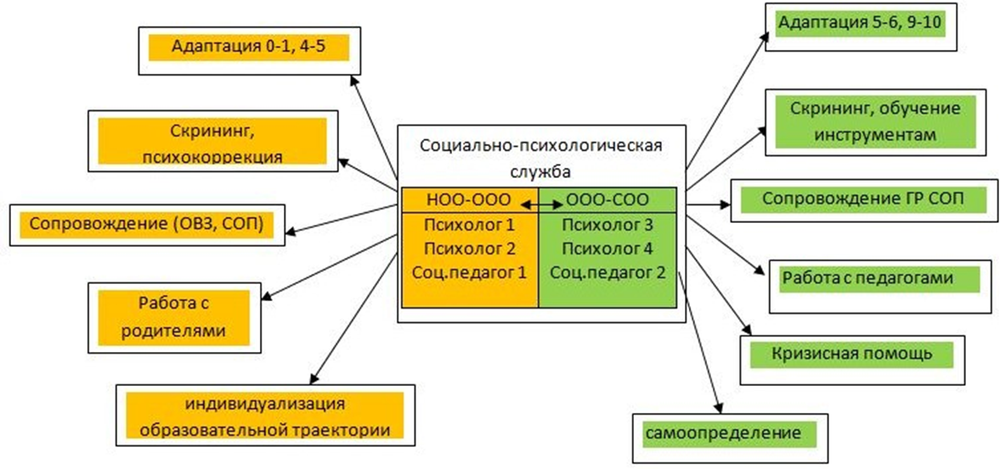 Адаптация 0-1, 4-5
Скрининг,
психокоррекция
Сопровождение (ОВЗ, СОП)
Работа с
родителями
индивидуализация
образовательной траектории
Социально-психологическая
служба
НОО-ООО
ООО-СОО
Психолог 1
Психолог 2
Соц.педагог 1
Психолог 3
Психолог 4
Соц.педагог 2
Адаптация 5-6, 9-10
Скрининг, обучение
инструментам
Сопровождение ГР СОП
Работа с педагогами
Кризисная помощь
самоопределение